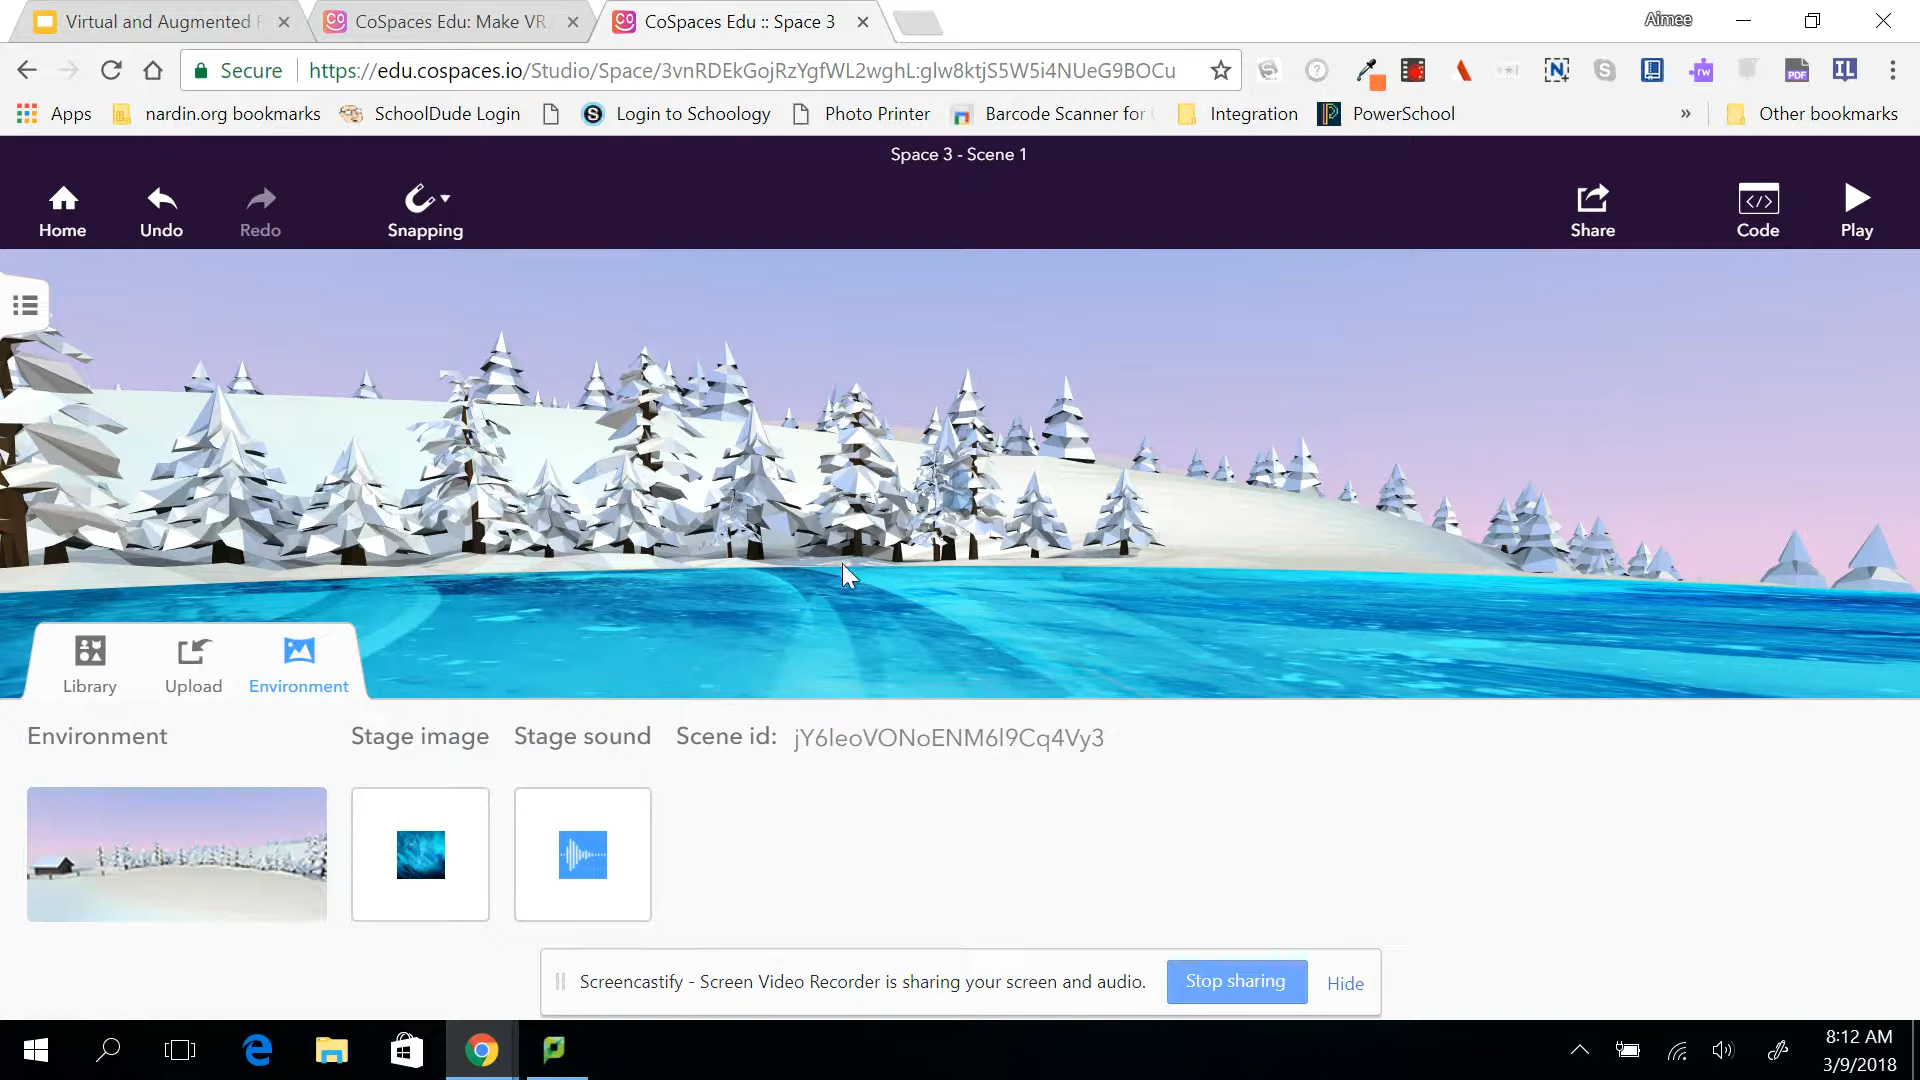 Virtual and Augmented
CoSpaces Edu: Make VR
CoSpaces Edu :: Space 3
Aimee
Secure
https://edu.cospaces.io/Studio/Space/3vnRDEkGojRzYgfWL2wghL:glw8ktjS5W5i4NUeG9BOCu
rw
PDF
IL
Apps
nardin.org bookmarks
SchoolDude Login
Login to Schoology
Photo Printer
Barcode Scanner for
Integration
PowerSchool
»
Other bookmarks
Space 3 - Scene 1
Home
Undo
Redo
Snapping
Share
Code
Play
Library
Upload
Environment
Environment
Stage image
Stage sound
Scene id: jY6leoVONoENM6l9Cq4Vy3
Screencastify - Screen Video Recorder is sharing your screen and audio.
Stop sharing
Hide
8:12 AM
3/9/2018